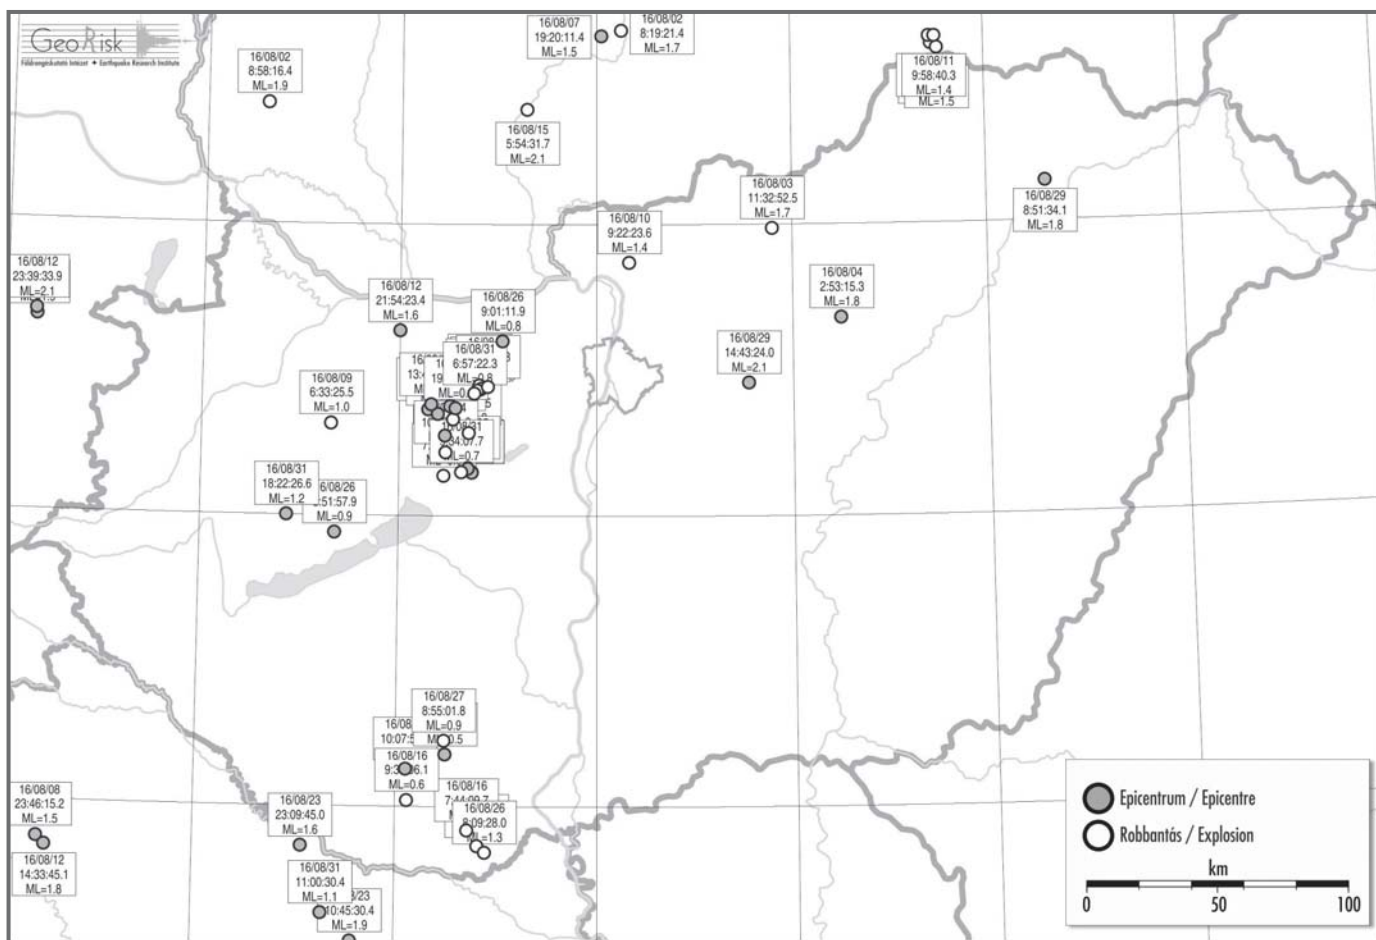 GeoRisk
Földrengéskutató Intézet ✦ Earthquake Research Institute
16/08/02
8:58:16.4
ML=1.9
16/08/07
19:20:11.4
ML=1.5
16/08/02
8:19:21.4
ML=1.7
16/08/11
9:58:40.3
ML=1.4
ML=1.5
16/08/15
5:54:31.7
ML=2.1
16/08/03
11:32:52.5
ML=1.7
16/08/29
8:51:34.1
ML=1.8
16/08/10
9:22:23.6
ML=1.4
16/08/12
23:39:33.9
ML=2.1
16/08/12
21:54:23.4
ML=1.6
16/08/26
9:01:11.9
ML=0.8
16/08/04
2:53:15.3
ML=1.8
16/08/29
14:43:24.0
ML=2.1
16/08/31
6:57:22.3
ML=0.8
16/08/09
6:33:25.5
ML=1.0
ML=0.7
16/08/31
18:22:26.6
ML=1.2
16/08/26
:51:57.9
ML=0.9
16/08/27
8:55:01.8
ML=0.9
16/08/16
ML=0.6
16/08/16
16/08/26
8:09:28.0
ML=1.3
16/08/08
23:46:15.2
ML=1.5
16/08/12
14:33:45.1
ML=1.8
16/08/23
23:09:45.0
ML=1.6
16/08/31
11:00:30.4
ML=1.1
10:45:30.4
ML=1.9
Epicentrum / Epicentre
Robbantás / Explosion
km
0 50 100